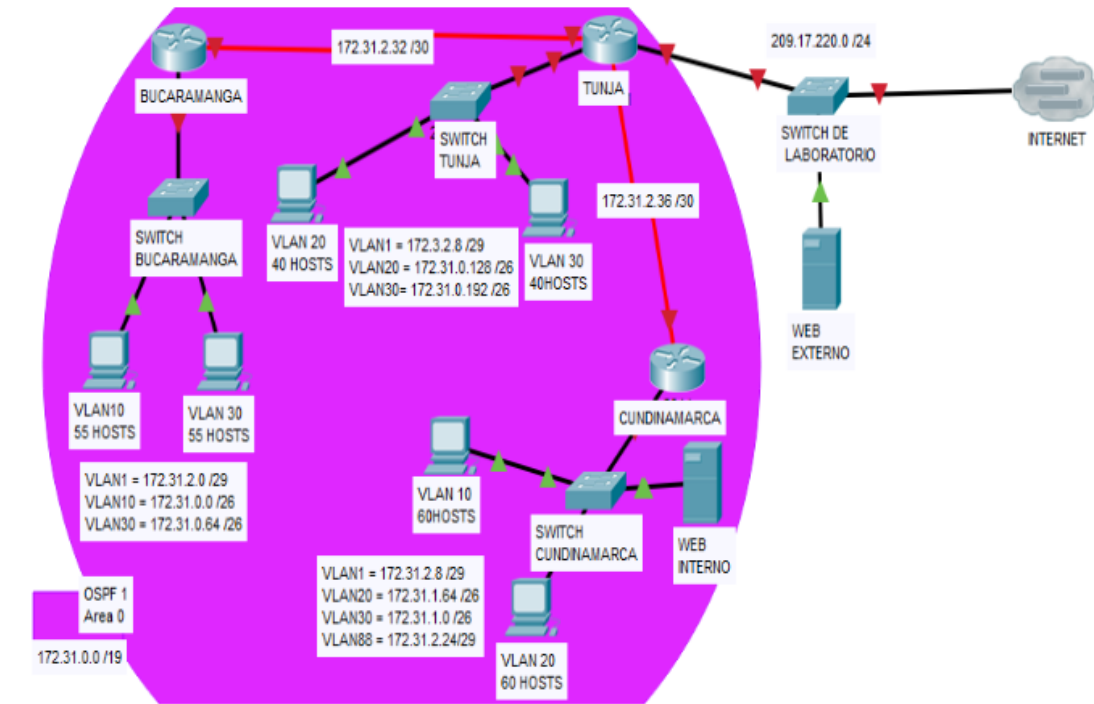 172.31.2.32 /30
209.17.220.0 /24
BUCARAMANGA
TUNJA
INTERNET
SWITCH
TUNJA
SWITCH DE
LABORATORIO
172.31.2.36 /30
SWITCH
BUCARAMANGA
VLAN 20
40 HOSTS
VLAN1 = 172.3.2.8 /29
VLAN20 = 172.31.0.128 /26
VLAN30= 172.31.0.192 /26
VLAN 30
40HOSTS
WEB
EXTERNO
VLAN10
55 HOSTS
VLAN 30
55 HOSTS
CUNDINAMARCA
VLAN1 = 172.31.2.0 /29
VLAN10 = 172.31.0.0 /26
VLAN30 = 172.31.0.64 /26
VLAN 10
60HOSTS
SWITCH
CUNDINAMARCA
WEB
INTERNO
VLAN1 = 172.31.2.8 /29
VLAN20 = 172.31.1.64 /26
VLAN30 = 172.31.1.0 /26
VLAN88 = 172.31.2.24/29
OSPF 1
Area 0
172.31.0.0 /19
VLAN 20
60 HOSTS